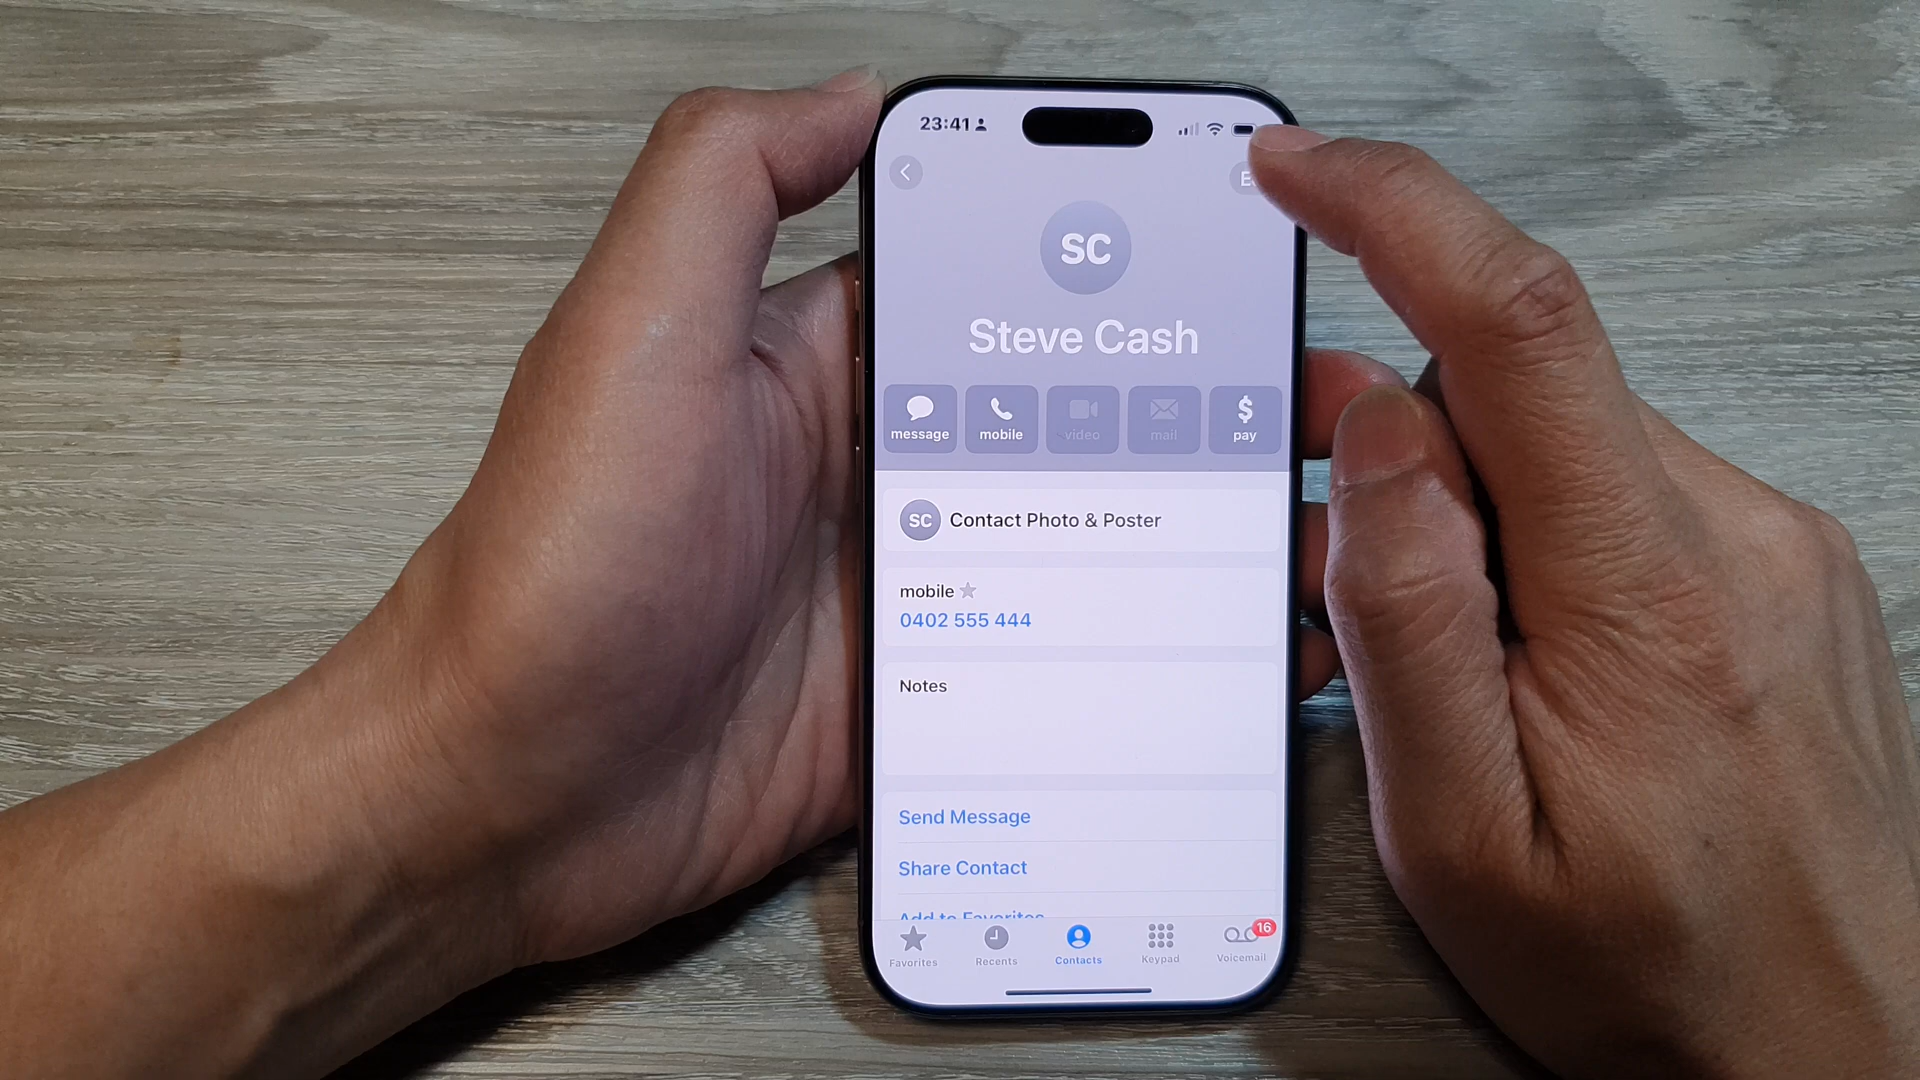 23:41
SC
Steve Cash
message
mobile
video
mail
$
pay
SC Contact Photo & Poster
mobile
0402 555 444
Notes
Send Message
Share Contact
Add to Favorites
16
Favorites
Recents
Contacts
Keypad
Voicemail